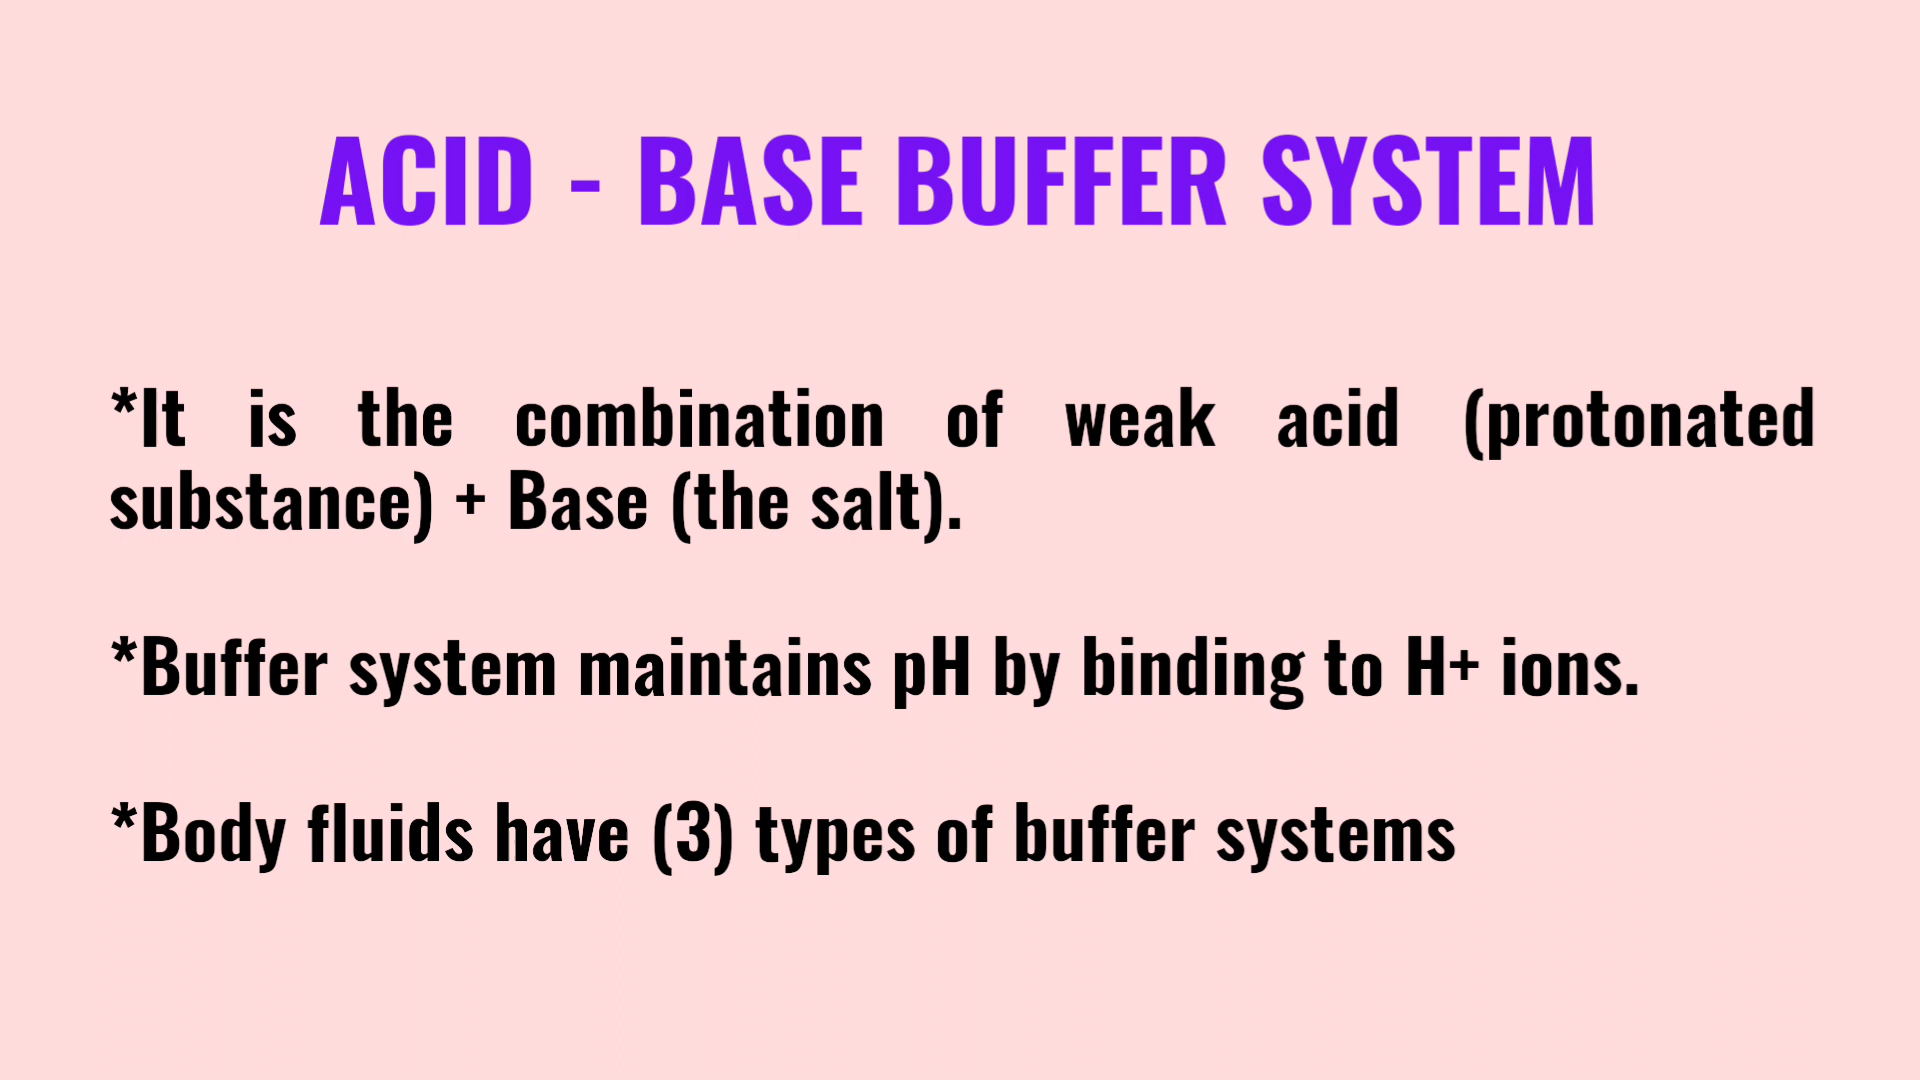 ACID - BASE BUFFER SYSTEM
*It is the combination of weak acid (protonated
substance) + Base (the salt).
*Buffer system maintains pH by binding to H+ ions.
*Body fluids have (3) types of buffer systems